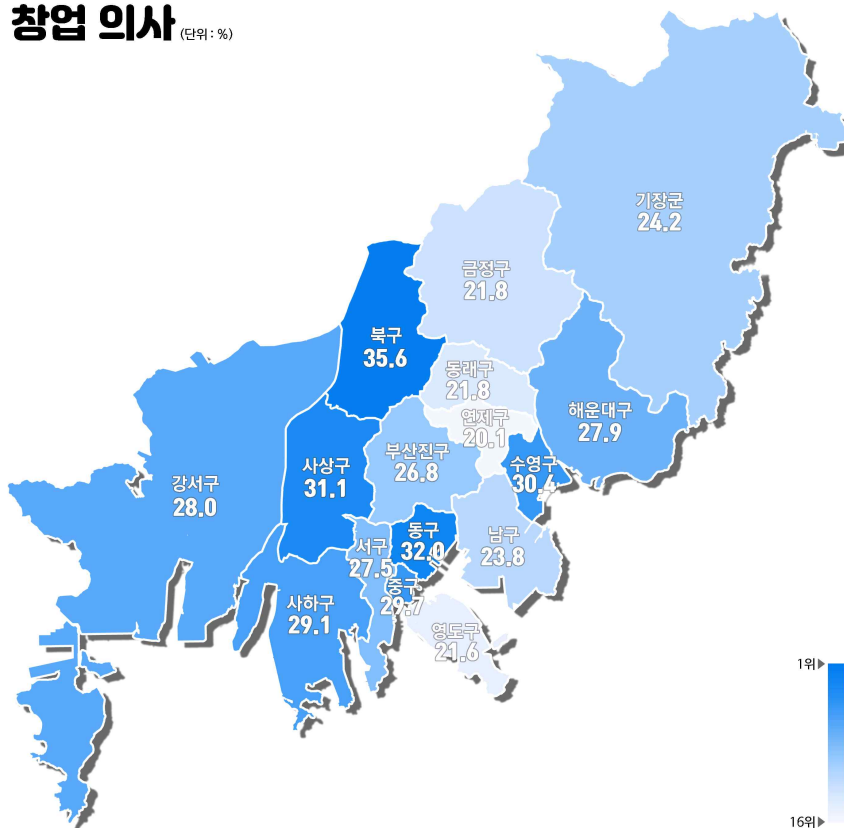 창업 의사 (단위 : %)
기장군
24.2
금정구
21.8
북구
35.6
동래구
21.8
해운대구
27.9
연제구
20.1
부산진구
26.8
수영구
30.4
사상구
31.1
강서구
28.0
동구
32.0
남구
23.8
서구
27.5
중구
29.7
사하구
29.1
영도구
21.6
1위
16위